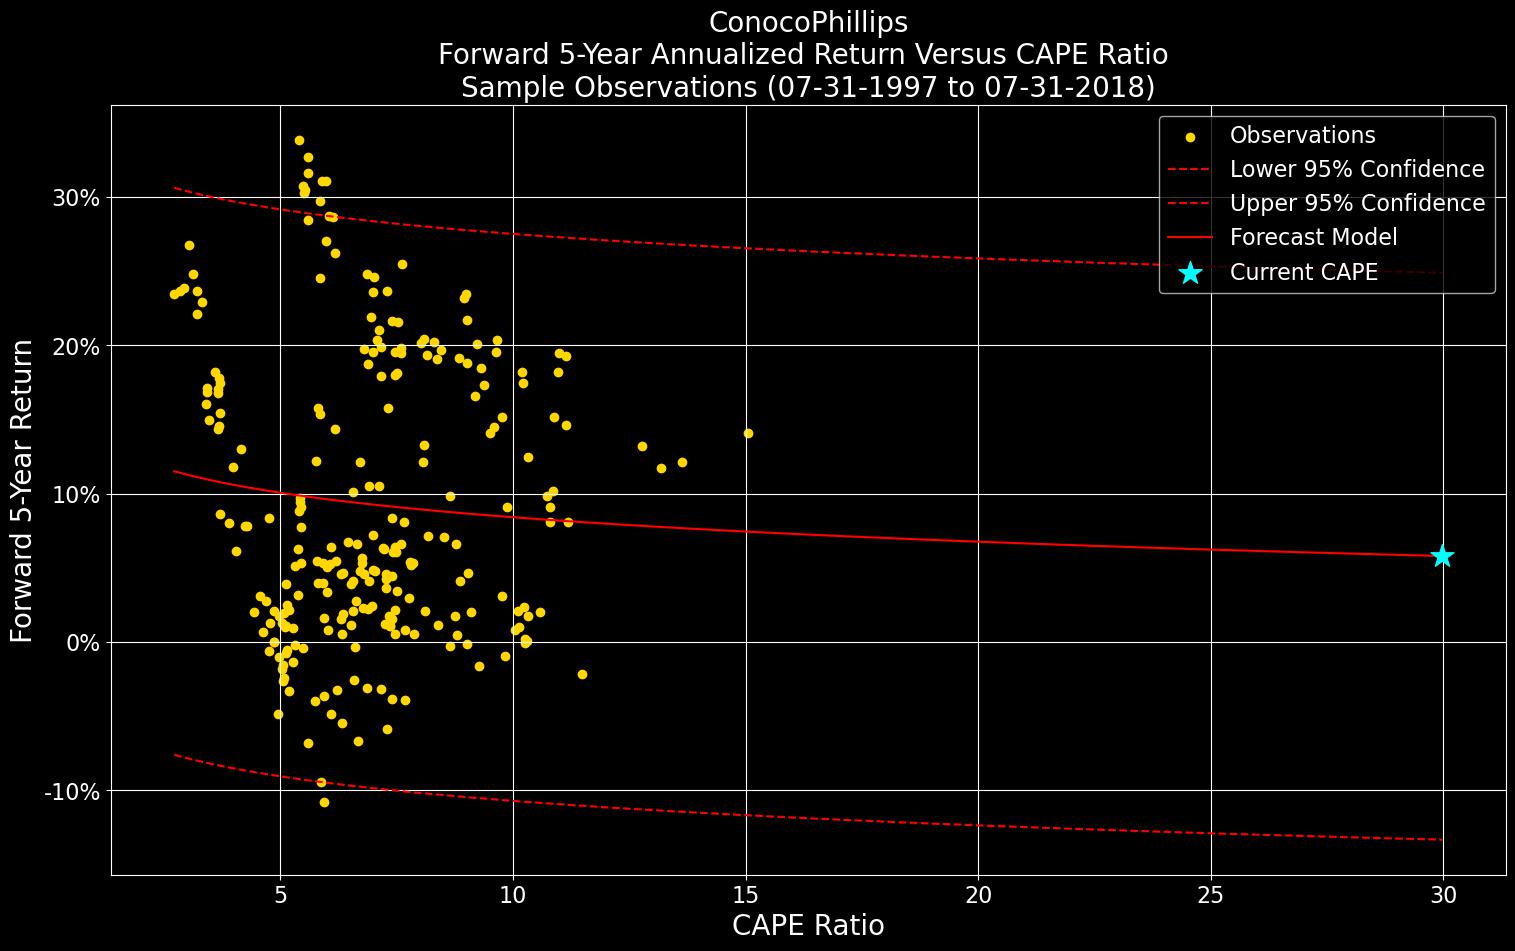 ConocoPhillips
Forward 5-Year Annualized Return Versus CAPE Ratio
Sample Observations (07-31-1997 to 07-31-2018)
Observations
Lower 95% Confidence
Upper 95% Confidence
Forecast Model
Current CAPE
Forward 5-Year Return
30%
20%
10%
0%
-10%
5 10 15 20 25 30
CAPE Ratio